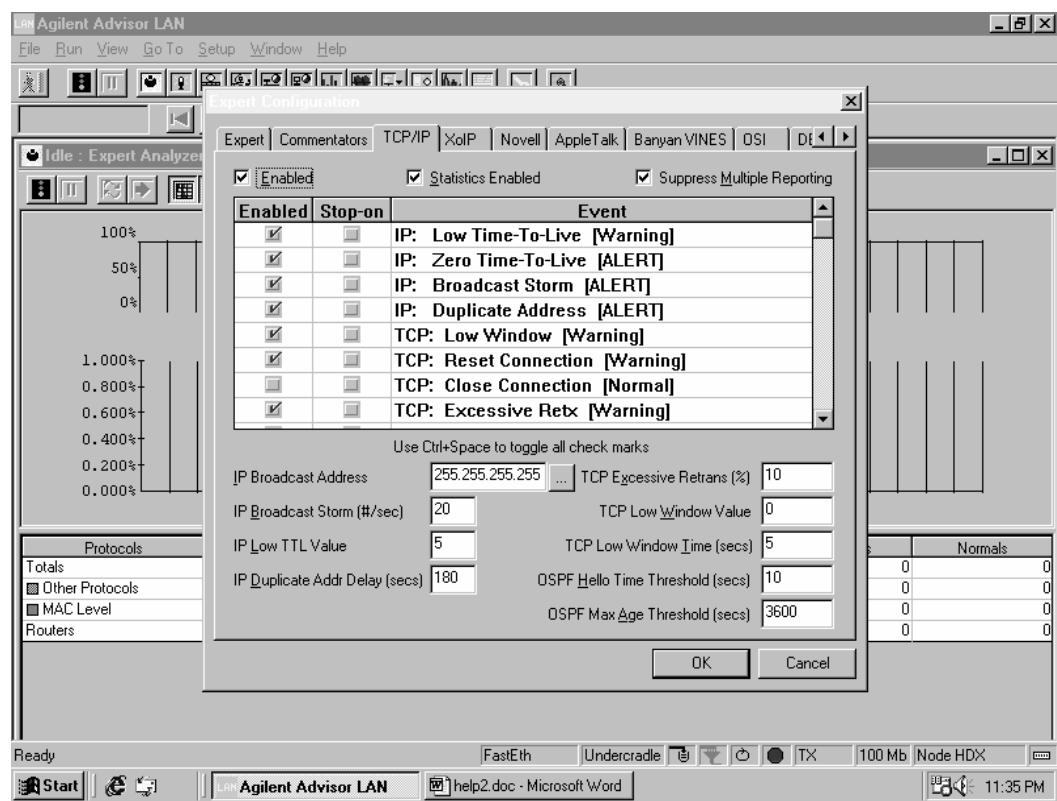 Agilent Advisor LAN
File Run View Go To Setup Window Help
Expert Configuration
Expert Commentators TCP/IP XoIP Novell AppleTalk Banyan VINES OSI
Idle : Expert Analyzer
Enabled Statistics Enabled Suppress Multiple Reporting
Enabled Stop-on Event
IP: Low Time-To-Live [Warning]
IP: Zero Time-To-Live [ALERT]
IP: Broadcast Storm [ALERT]
IP: Duplicate Address [ALERT]
TCP: Low Window [Warning]
TCP: Reset Connection [Warning]
TCP: Close Connection [Normal]
TCP: Excessive Retx [Warning]
Use Ctrl+Space to toggle all check marks
IP Broadcast Address 255.255.255.255 ... TCP Excessive Retrans (%) 10
IP Broadcast Storm (#/sec) 20 TCP Low Window Value 0
IP Low TTL Value 5 TCP Low Window Time (secs) 5
IP Duplicate Addr Delay (secs) 180 OSPF Hello Time Threshold (secs) 10
OSPF Max Age Threshold (secs) 3600
OK Cancel
100%
50%
0%
1.000%
0.800%
0.600%
0.400%
0.200%
0.000%
Protocols Normals
Totals 0 0
Other Protocols 0 0
MAC Level 0 0
Routers 0 0
Ready FastEth Undercradle TX 100 Mb Node HDX
Start Agilent Advisor LAN help2.doc - Microsoft Word 11:35 PM